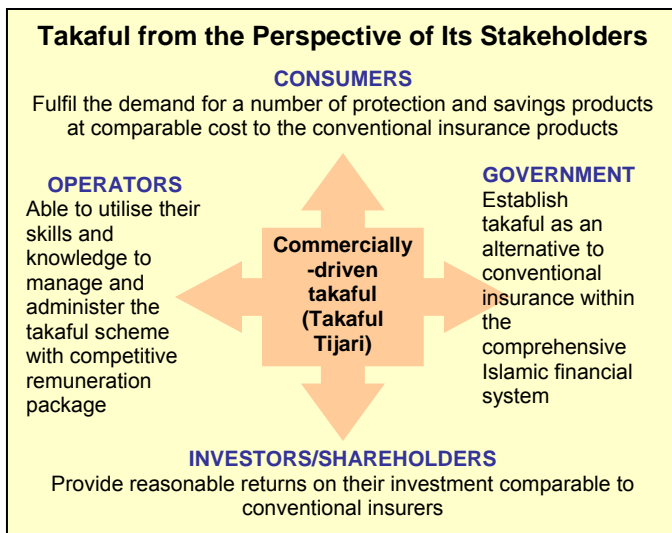 Takaful from the Perspective of Its Stakeholders
CONSUMERS
Fulfil the demand for a number of protection and savings products
at comparable cost to the conventional insurance products
OPERATORS
Able to utilise their
skills and
knowledge to
manage and
administer the
takaful scheme
with competitive
remuneration
package
Commercially
-driven
takaful
(Takaful
Tijari)
GOVERNMENT
Establish
takaful as an
alternative to
conventional
insurance within
the
comprehensive
Islamic financial
system
INVESTORS/SHAREHOLDERS
Provide reasonable returns on their investment comparable to
conventional insurers